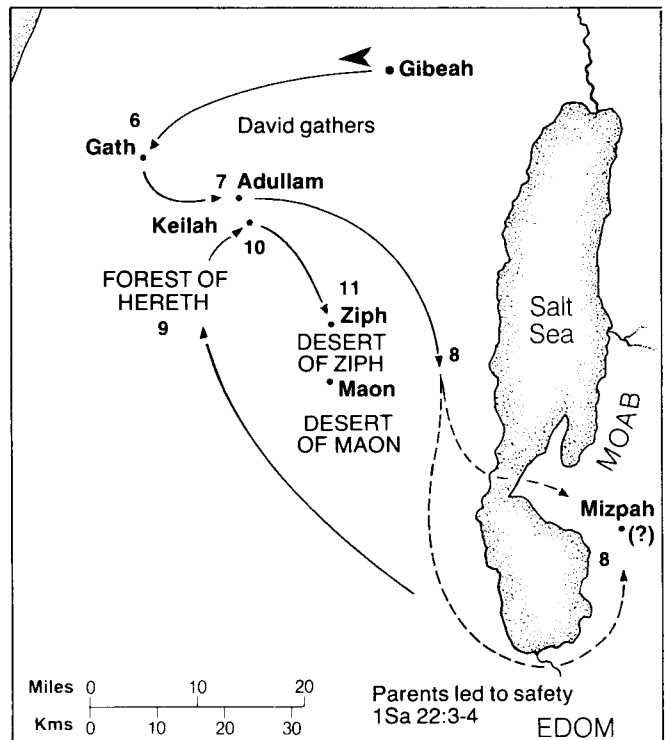 Gibeah
6
David gathers
Gath
7 Adullam
Keilah
10
FOREST OF
HERETH
9
11
Ziph
DESERT
OF ZIPH
Maon
DESERT
OF MAON
8
Salt
Sea
MOAB
Mizpah
(?)
8
Miles 0 10 20
Kms 0 10 20 30
Parents led to safety
1Sa 22:3-4
EDOM